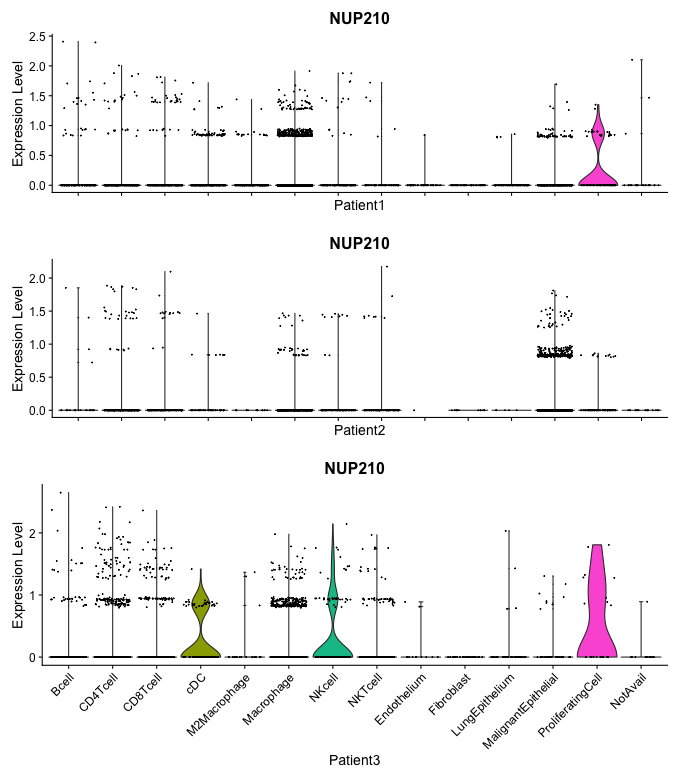 NUP210
Expression Level
2.5
2.0
1.5
1.0
0.5
0.0
Patient1
NUP210
Expression Level
2.0
1.5
1.0
0.5
0.0
Patient2
NUP210
Expression Level
2
1
0
Bcell
CD4Tcell
CD8Tcell
cDC
M2Macrophage
Macrophage
NKcell
NKTcell
Endothelium
Fibroblast
LungEpithelium
MalignantEpithelial
ProliferatingCell
NotAvail
Patient3